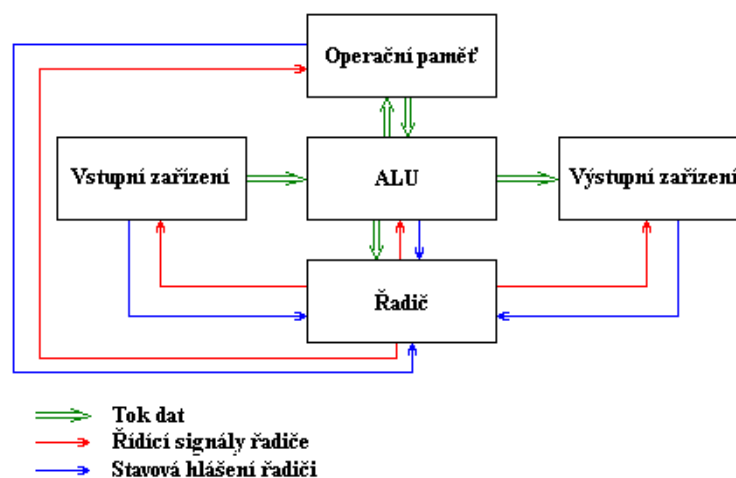 Operační paměť
Vstupní zařízení
ALU
Výstupní zařízení
Řadič
Tok dat
Řídící signály řadiče
Stavová hlášení řadiči